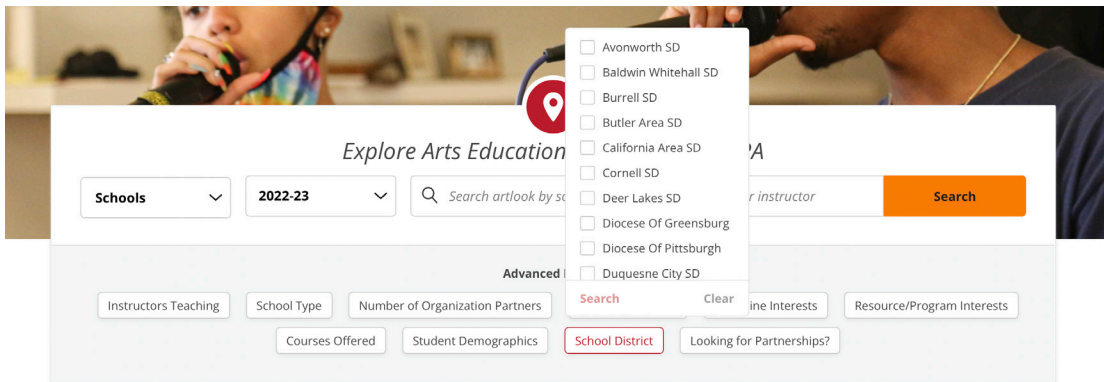 Avonworth SD
Baldwin Whitehall SD
Burrell SD
Butler Area SD
California Area SD
Cornell SD
Deer Lakes SD
Diocese Of Greensburg
Diocese Of Pittsburgh
Duquesne City SD
Search Clear
Explore Arts Education PA
Schools
2022-23
Search artlook by instructor
Search
Advanced
Instructors Teaching
School Type
Number of Organization Partners
Interests
Resource/Program Interests
Courses Offered
Student Demographics
School District
Looking for Partnerships?